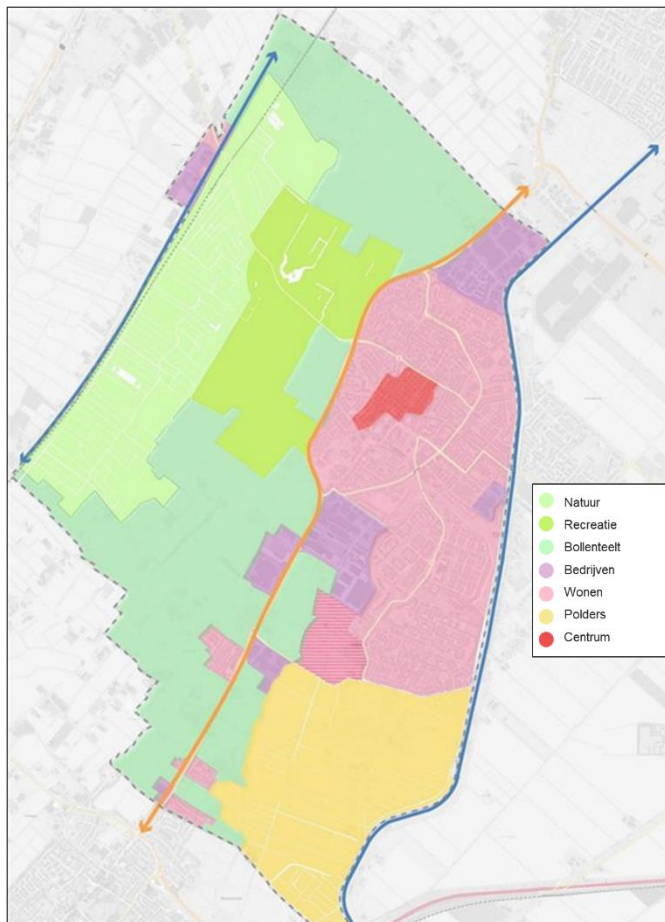 Natuur
Recreatie
Bollenteelt
Bedrijven
Wonen
Polders
Centrum